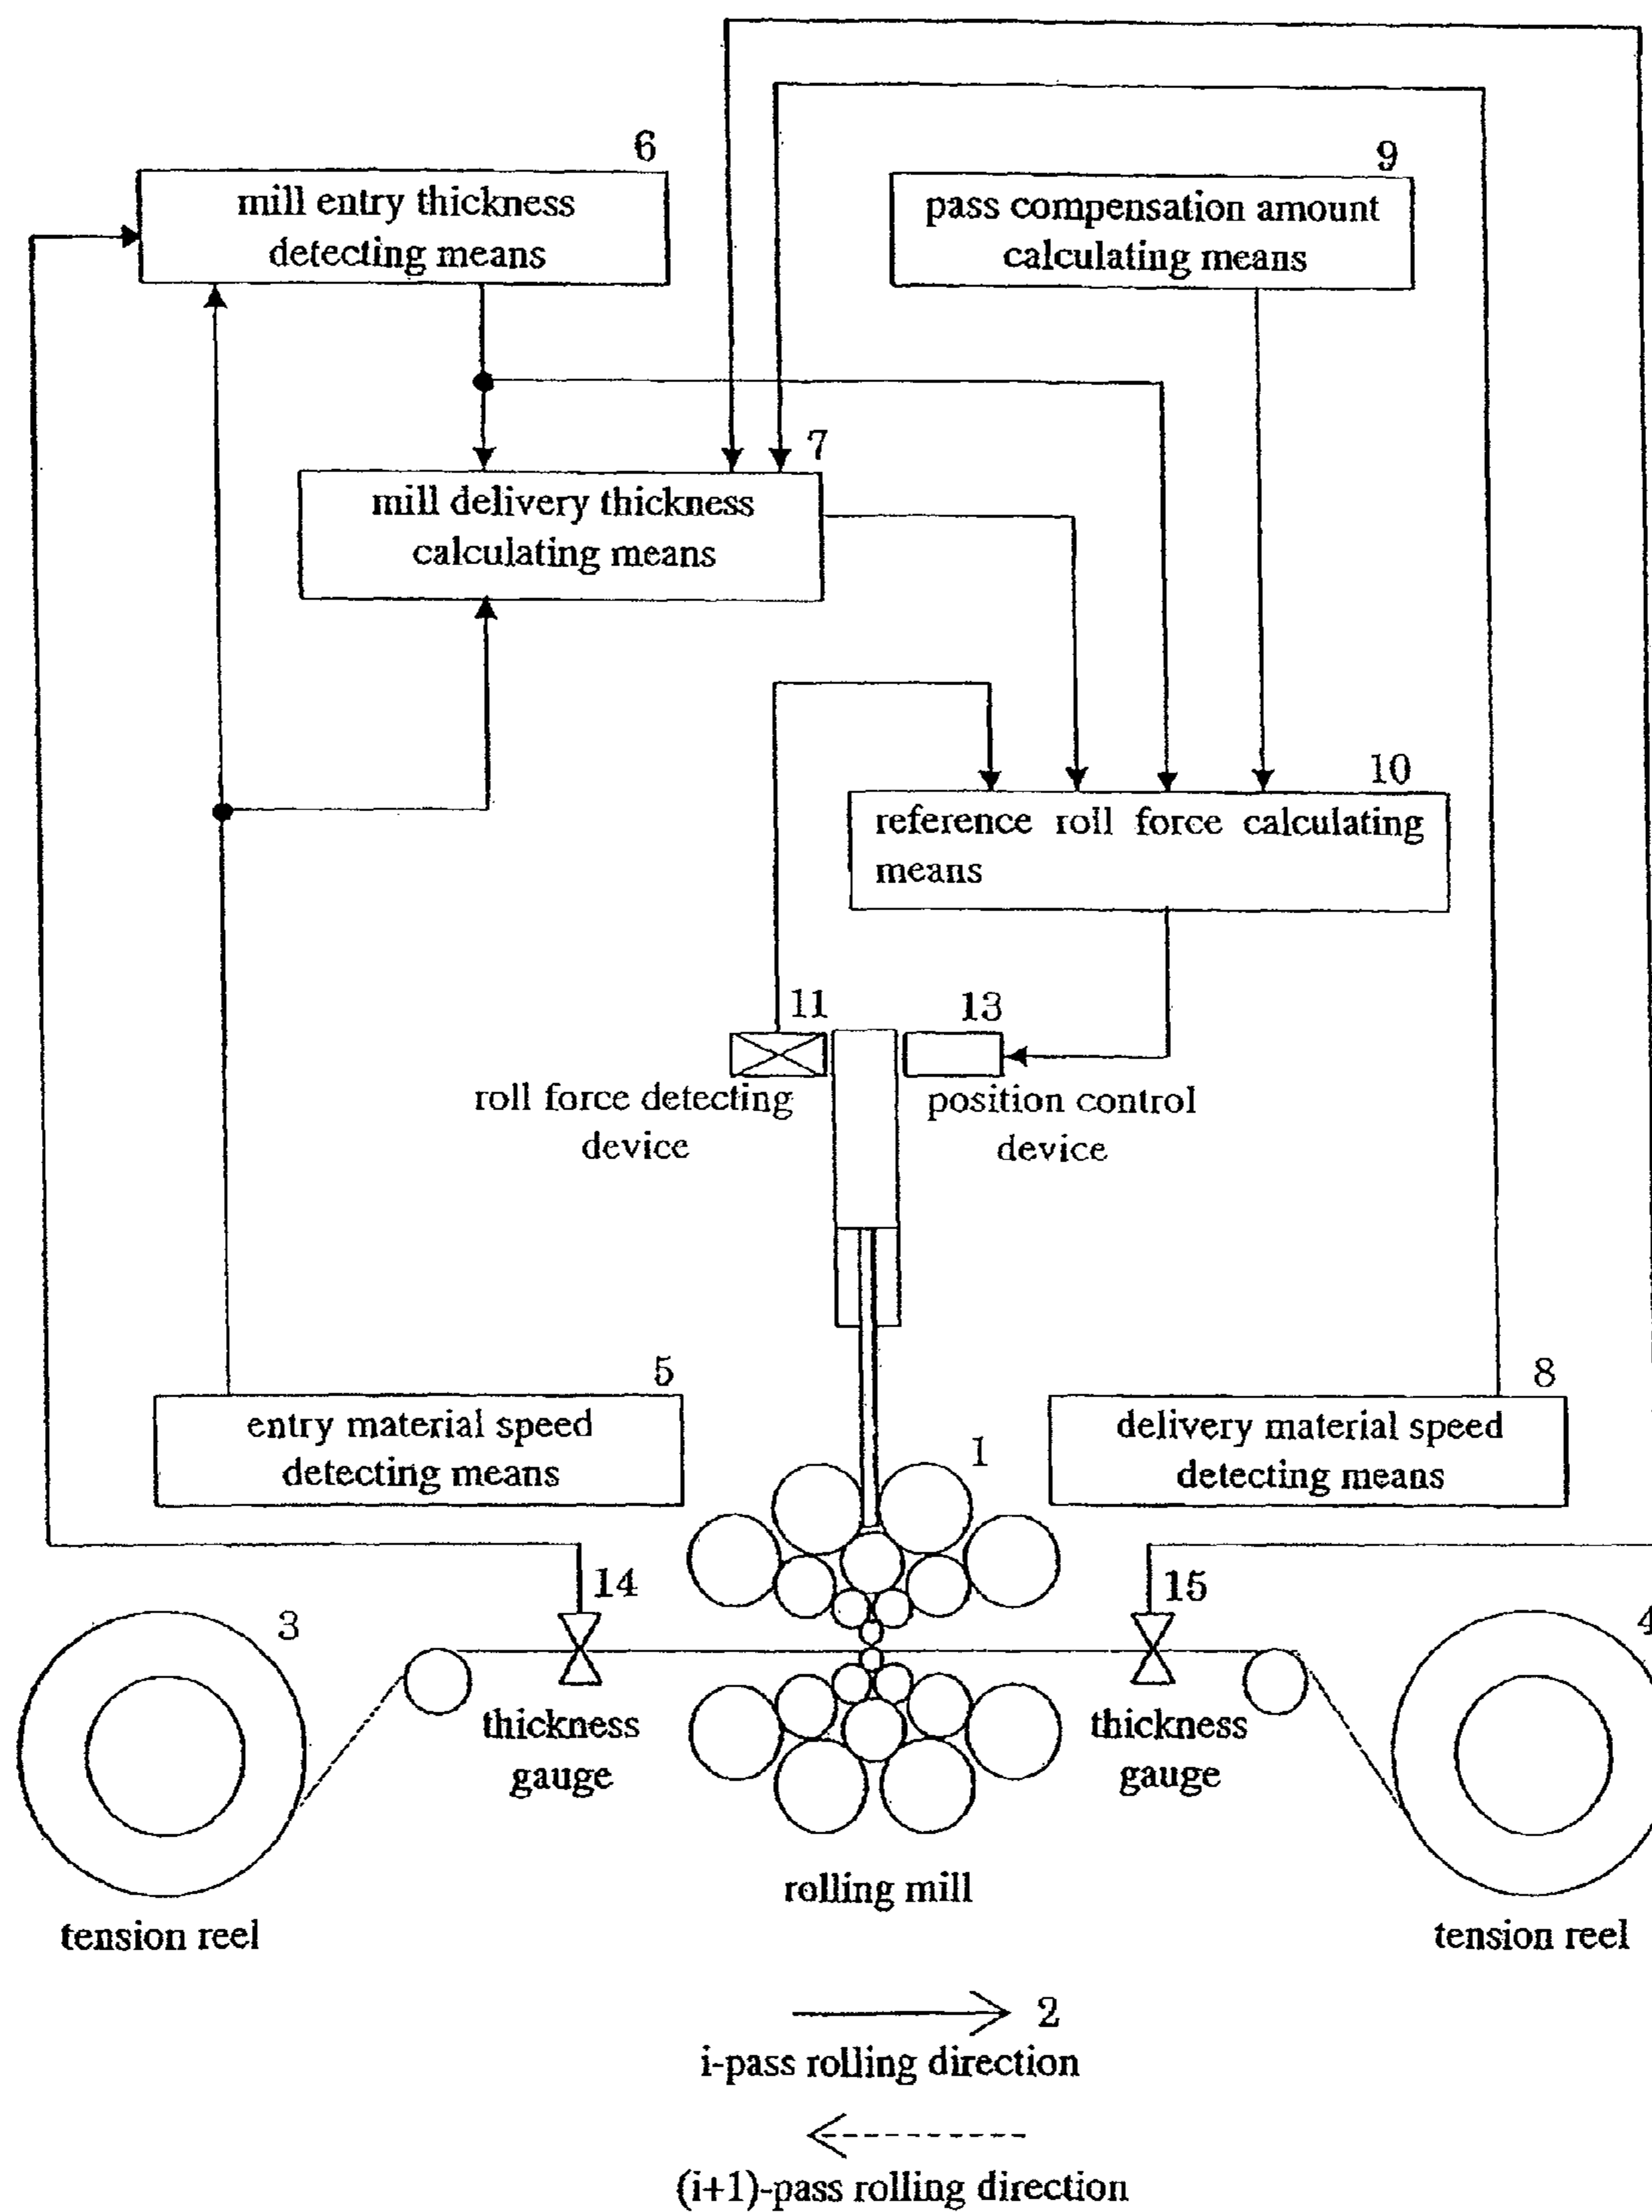 6
mill entry thickness
detecting means
9
pass compensation amount
calculating means
7
mill delivery thickness
calculating means
10
reference roll force calculating
means
11
13
roll force detecting
device
position control
device
5
entry material speed
detecting means
8
delivery material speed
detecting means
1
14
15
3
4
thickness
gauge
thickness
gauge
rolling mill
tension reel
tension reel
2
i-pass rolling direction
(i+1)-pass rolling direction